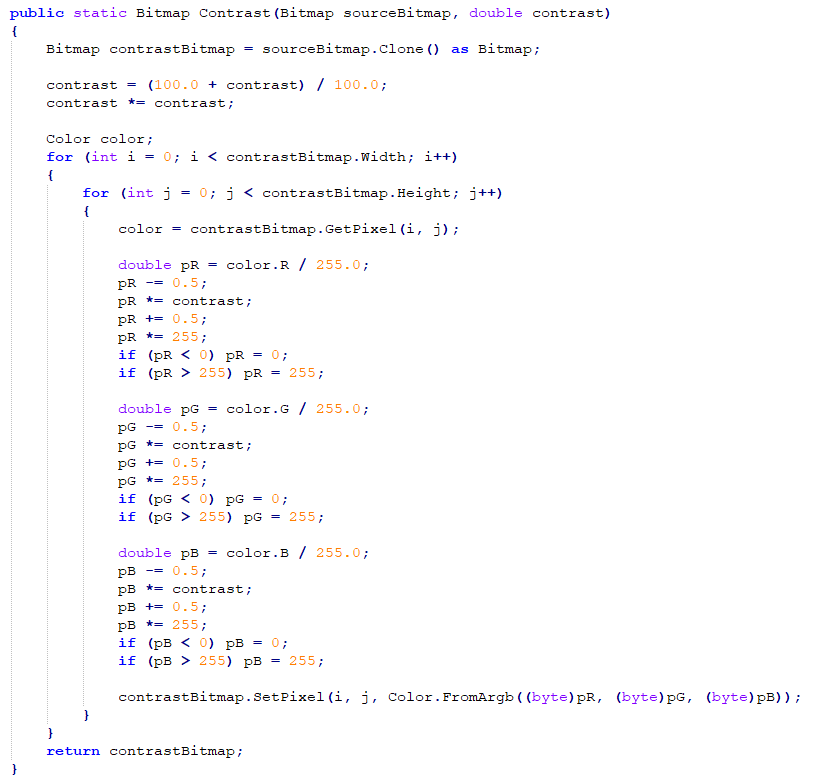 public static Bitmap Contrast(Bitmap sourceBitmap, double contrast)
{
    Bitmap contrastBitmap = sourceBitmap.Clone() as Bitmap;

    contrast = (100.0 + contrast) / 100.0;
    contrast *= contrast;

    Color color;
    for (int i = 0; i < contrastBitmap.Width; i++)
    {
        for (int j = 0; j < contrastBitmap.Height; j++)
        {
            color = contrastBitmap.GetPixel(i, j);

            double pR = color.R / 255.0;
            pR -= 0.5;
            pR *= contrast;
            pR += 0.5;
            pR *= 255;
            if (pR < 0) pR = 0;
            if (pR > 255) pR = 255;

            double pG = color.G / 255.0;
            pG -= 0.5;
            pG *= contrast;
            pG += 0.5;
            pG *= 255;
            if (pG < 0) pG = 0;
            if (pG > 255) pG = 255;

            double pB = color.B / 255.0;
            pB -= 0.5;
            pB *= contrast;
            pB += 0.5;
            pB *= 255;
            if (pB < 0) pB = 0;
            if (pB > 255) pB = 255;

            contrastBitmap.SetPixel(i, j, Color.FromArgb((byte)pR, (byte)pG, (byte)pB));
        }
    }
    return contrastBitmap;
}